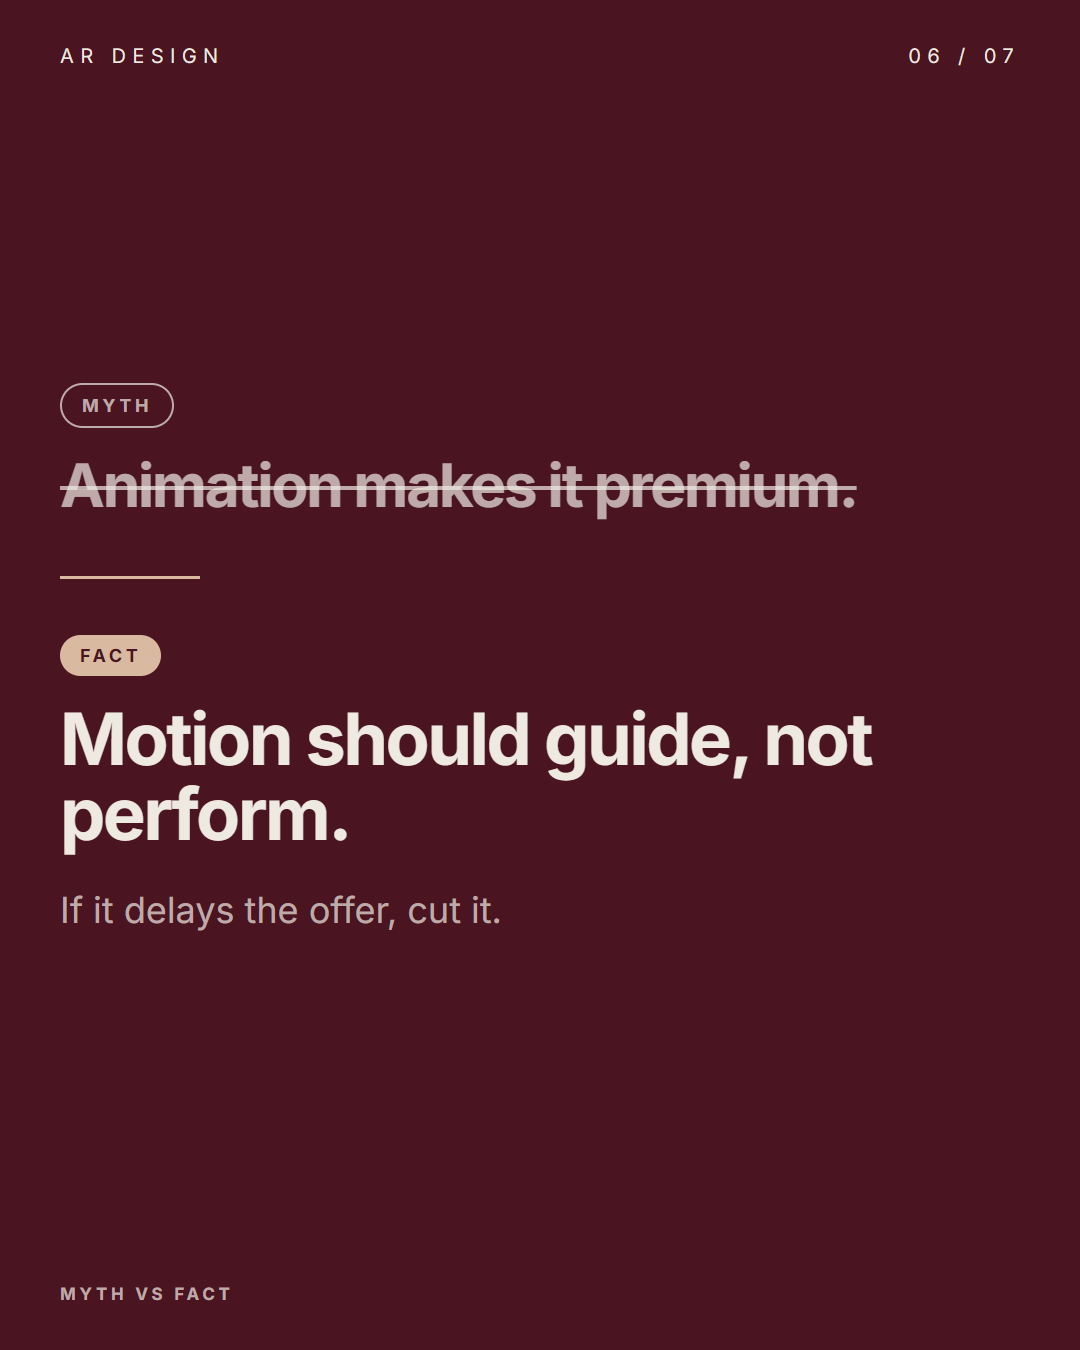 AR DESIGN
06 / 07
MYTH
Animation makes it premium.
FACT
Motion should guide, not
perform.
If it delays the offer, cut it.
MYTH VS FACT